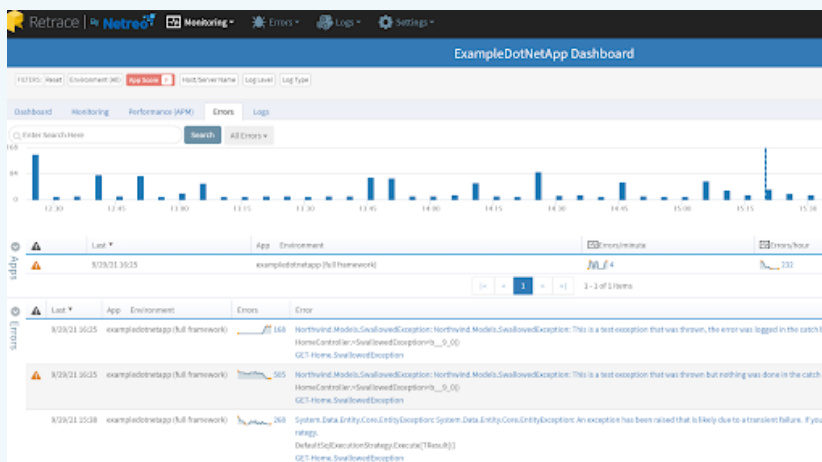 Retrace | By Netreo Monitoring Errors Logs Settings
ExampleDotNetApp Dashboard
FILTERS: Reset Environment (All) App Score Host/Server Name Log Level Log Type
Dashboard Monitoring Performance (APM) Errors Logs
Enter Search Here Search All Errors
168
84
0
12:30 12:45 13:15 13:30 14:00 14:15 14:30 14:45 15:00 15:15 15:30
Apps
Last App Environment Errors/minute Errors/hour
9/29/21 16:25 exampledotnetapp (full framework) 4 232
1 1 - 1 of 1 items
Errors
Last App Environment Errors Error
9/29/21 16:25 exampledotnetapp (full framework) 168 Northwind.Models.SwallowedException: Northwind.Models.SwallowedException: This is a test exception that was thrown, the error was logged in the catch
HomeController.<SwallowedException>b__9_0()
GET-Home.SwallowedException
9/29/21 16:25 exampledotnetapp (full framework) 505 Northwind.Models.SwallowedException: Northwind.Models.SwallowedException: This is a test exception that was thrown but nothing was done in the catch
HomeController.<SwallowedException>b__9_0()
GET-Home.SwallowedException
9/29/21 15:38 exampledotnetapp (full framework) 268 System.Data.Entity.Core.EntityException: System.Data.Entity.Core.EntityException: An exception has been raised that is likely due to a transient failure. If you
rategy.
DefaultSqlExecutionStrategy.Execute[TResult]()
GET-Home.SwallowedException